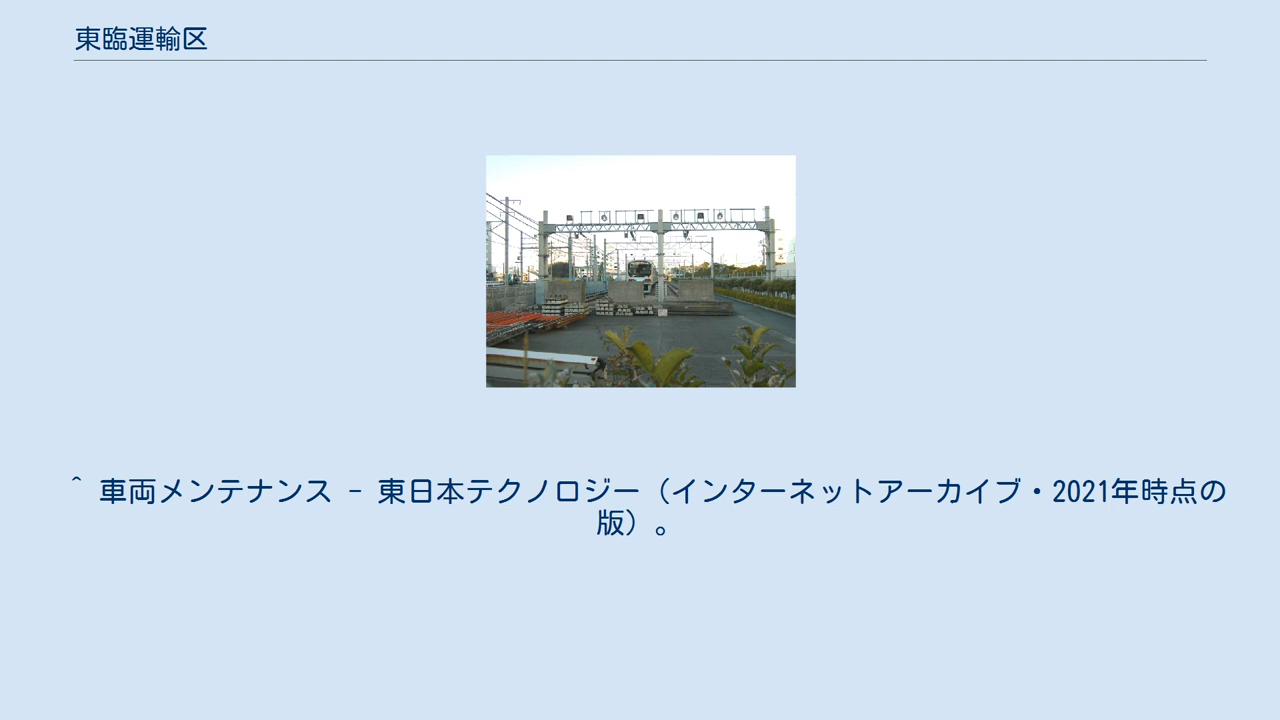 東臨運輸区
^ 車両メンテナンス - 東日本テクノロジー（インターネットアーカイブ・2021年時点の
版）。